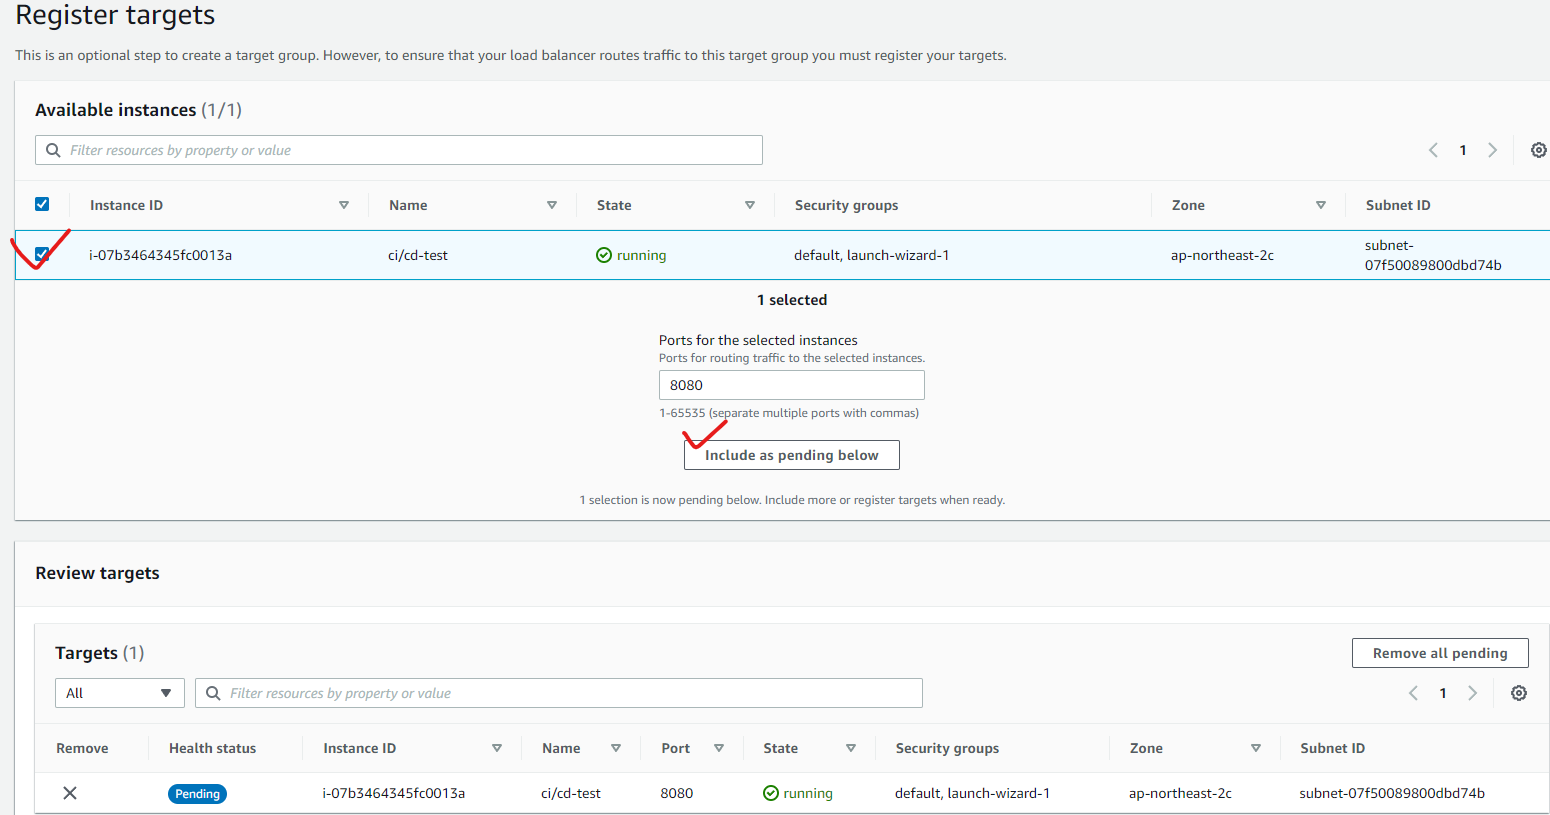 Register targets
This is an optional step to create a target group. However, to ensure that your load balancer routes traffic to this target group you must register your targets.
Available instances (1/1)
Filter resources by property or value
1
Instance ID Name State Security groups Zone Subnet ID
i-07b3464345fc0013a ci/cd-test running default, launch-wizard-1 ap-northeast-2c subnet-
07f50089800dbd74b
1 selected
Ports for the selected instances
Ports for routing traffic to the selected instances.
8080
1-65535 (separate multiple ports with commas)
Include as pending below
1 selection is now pending below. Include more or register targets when ready.
Review targets
Targets (1)
Remove all pending
All
Filter resources by property or value
1
Remove Health status Instance ID Name Port State Security groups Zone Subnet ID
Pending i-07b3464345fc0013a ci/cd-test 8080 running default, launch-wizard-1 ap-northeast-2c subnet-07f50089800dbd74b